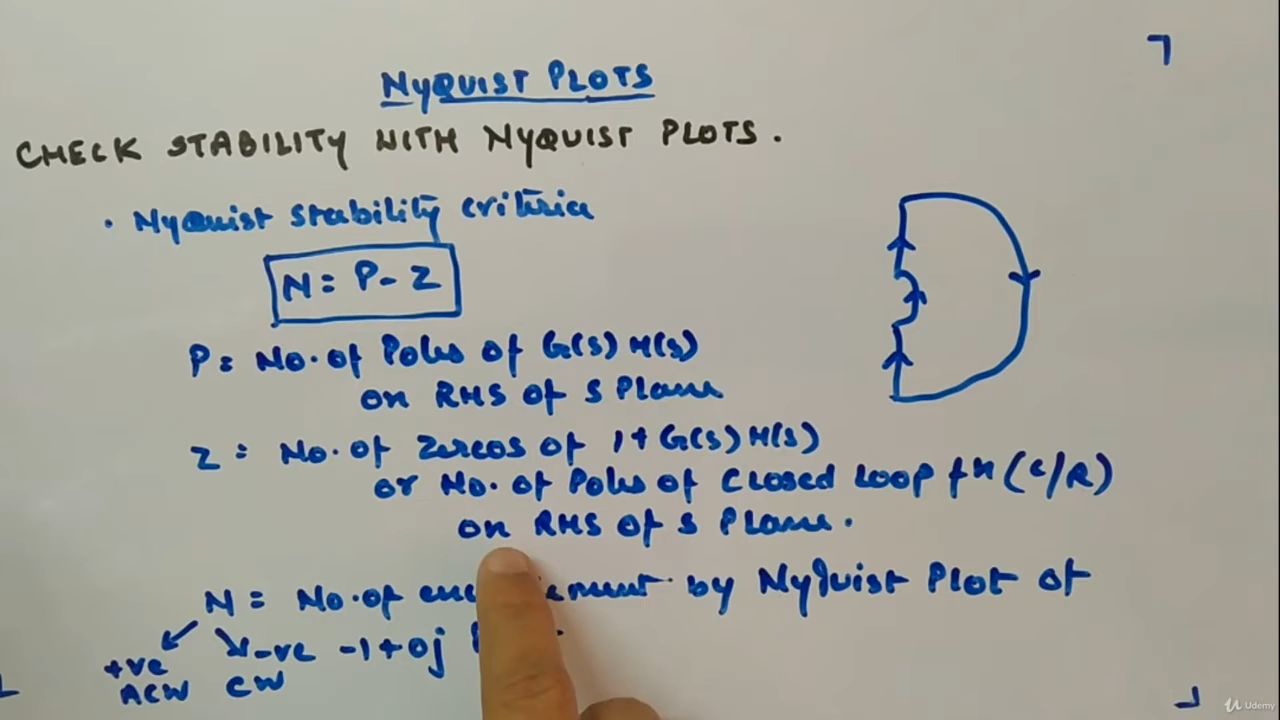 NYQUIST PLOTS
CHECK STABILITY WITH NYQUIST PLOTS.
· Nyquist stability criteria
N = P - Z
P = No. of Poles of G(s) H(s)
on RHS of S Plane
Z = No. of Zeroes of 1 + G(s) H(s)
or No. of Poles of Closed Loop fn (C/R)
on RHS of S Plane.
N = No. of by Nyquist Plot of
+ve -ve -1+0j
ACW CW
Udemy